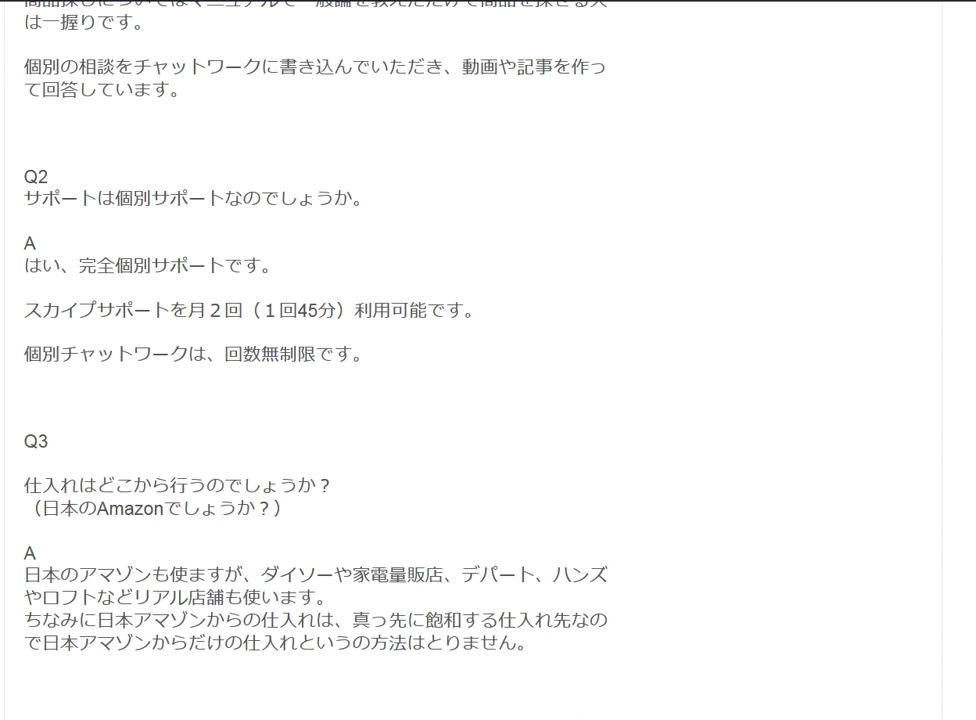 は一握りです。
個別の相談をチャットワークに書き込んでいただき、動画や記事を作っ
て回答しています。
Q2
サポートは個別サポートなのでしょうか。
A
はい、完全個別サポートです。
スカイプサポートを月２回（１回45分）利用可能です。
個別チャットワークは、回数無制限です。
Q3
仕入れはどこから行うのでしょうか？
（日本のAmazonでしょうか？）
A
日本のアマゾンも使ますが、ダイソーや家電量販店、デパート、ハンズ
やロフトなどリアル店舗も使います。
ちなみに日本アマゾンからの仕入れは、真っ先に飽和する仕入れ先なの
で日本アマゾンからだけの仕入れというの方法はとりません。